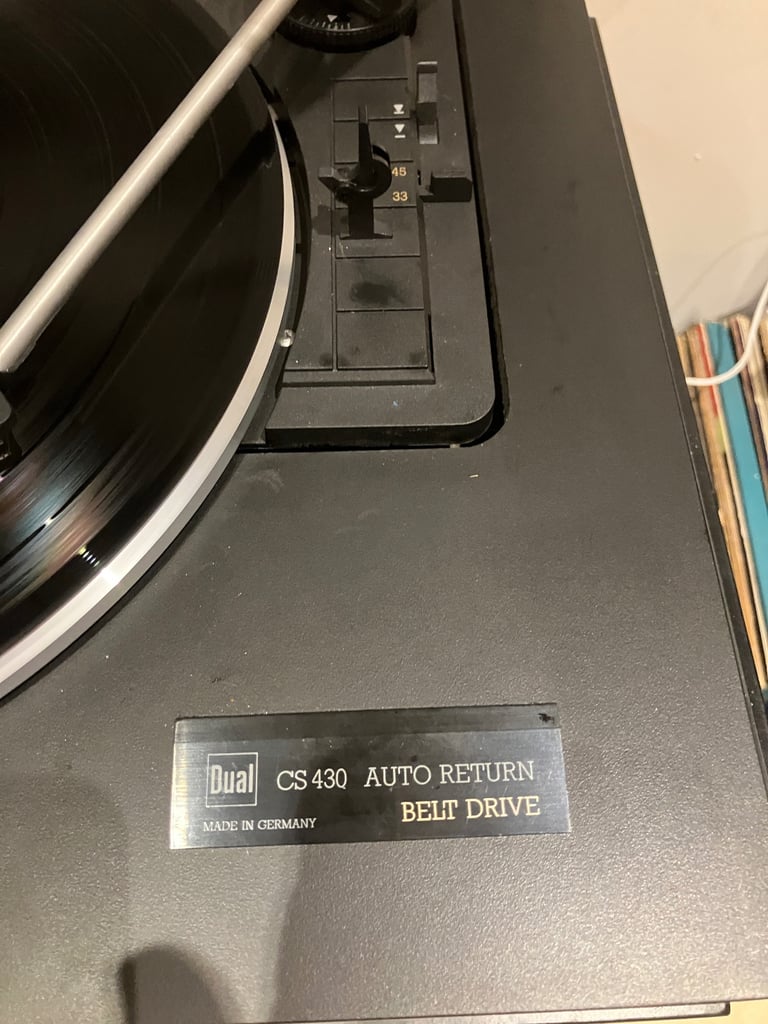 45
33
Dual CS 430 AUTO RETURN
BELT DRIVE
MADE IN GERMANY